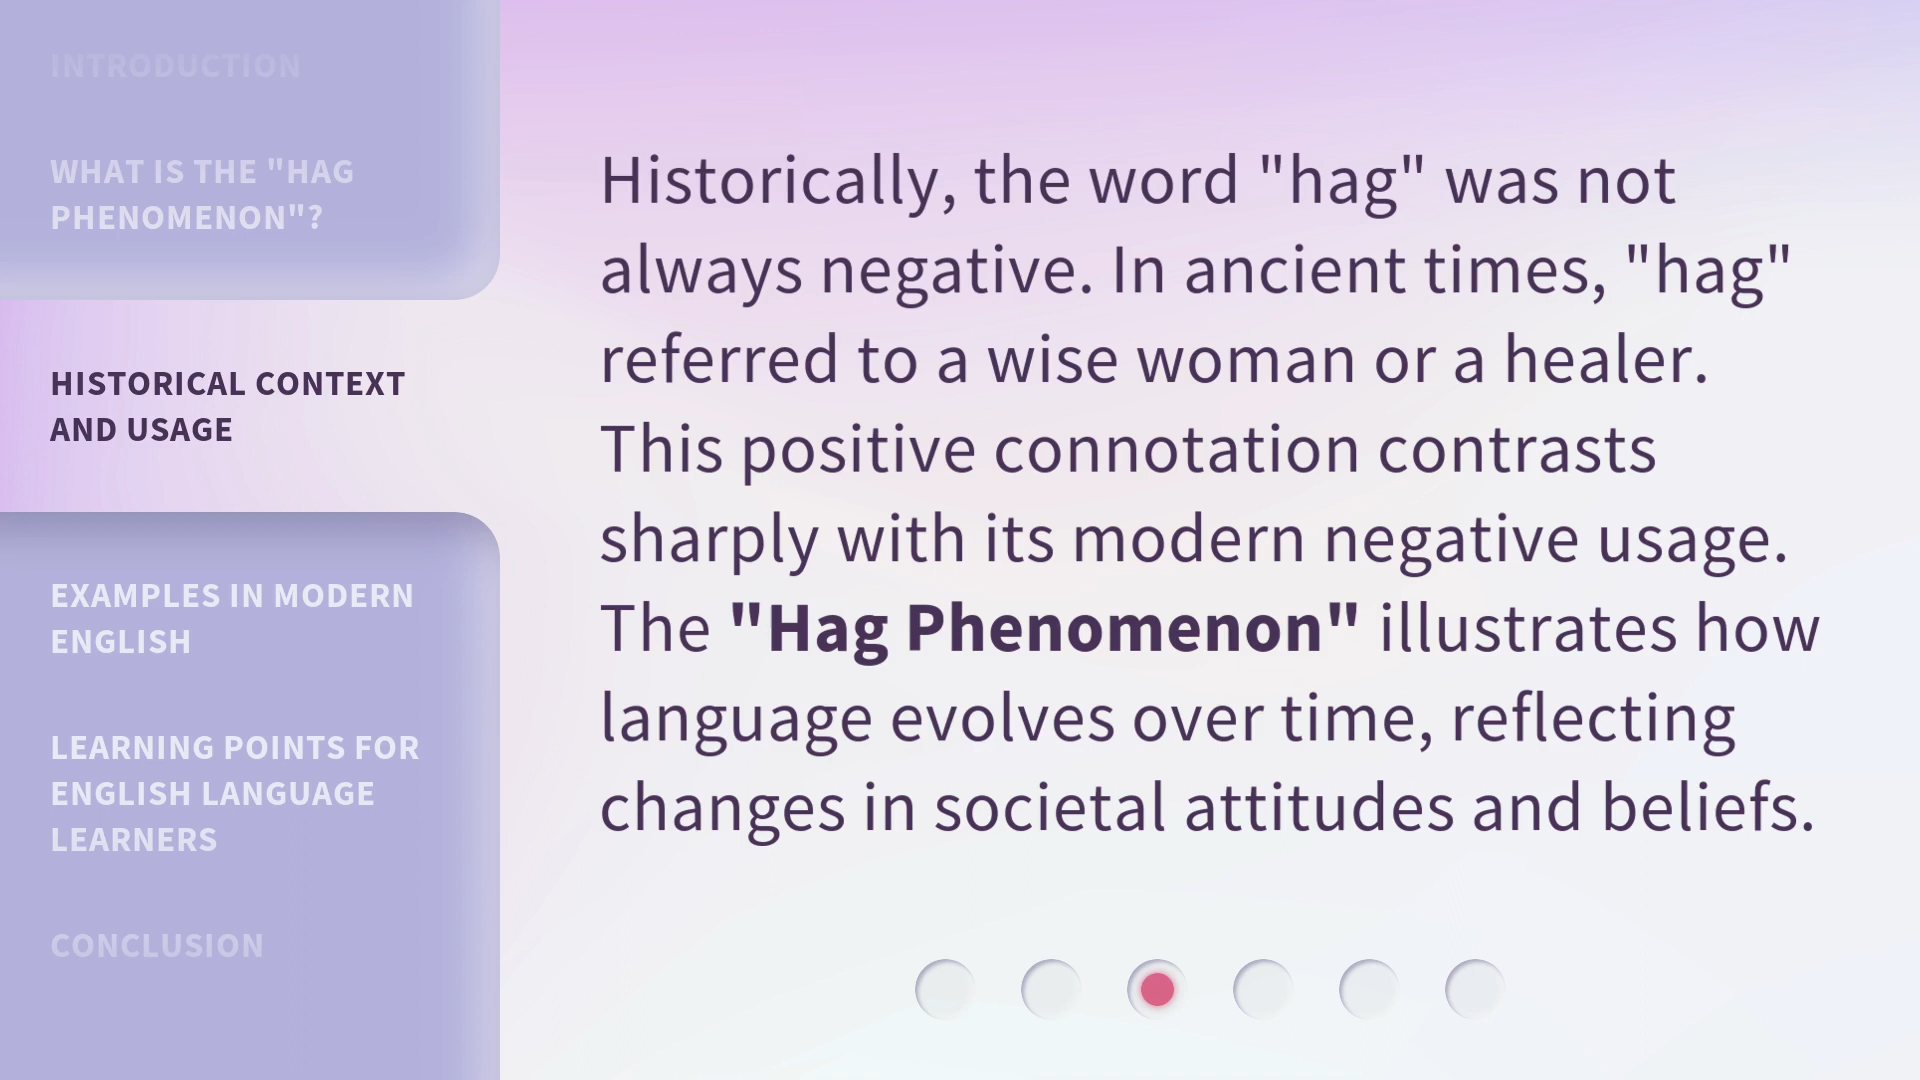 INTRODUCTION
WHAT IS THE "HAG
PHENOMENON"?
HISTORICAL CONTEXT
AND USAGE
EXAMPLES IN MODERN
ENGLISH
LEARNING POINTS FOR
ENGLISH LANGUAGE
LEARNERS
CONCLUSION
Historically, the word "hag" was not
always negative. In ancient times, "hag"
referred to a wise woman or a healer.
This positive connotation contrasts
sharply with its modern negative usage.
The "Hag Phenomenon" illustrates how
language evolves over time, reflecting
changes in societal attitudes and beliefs.